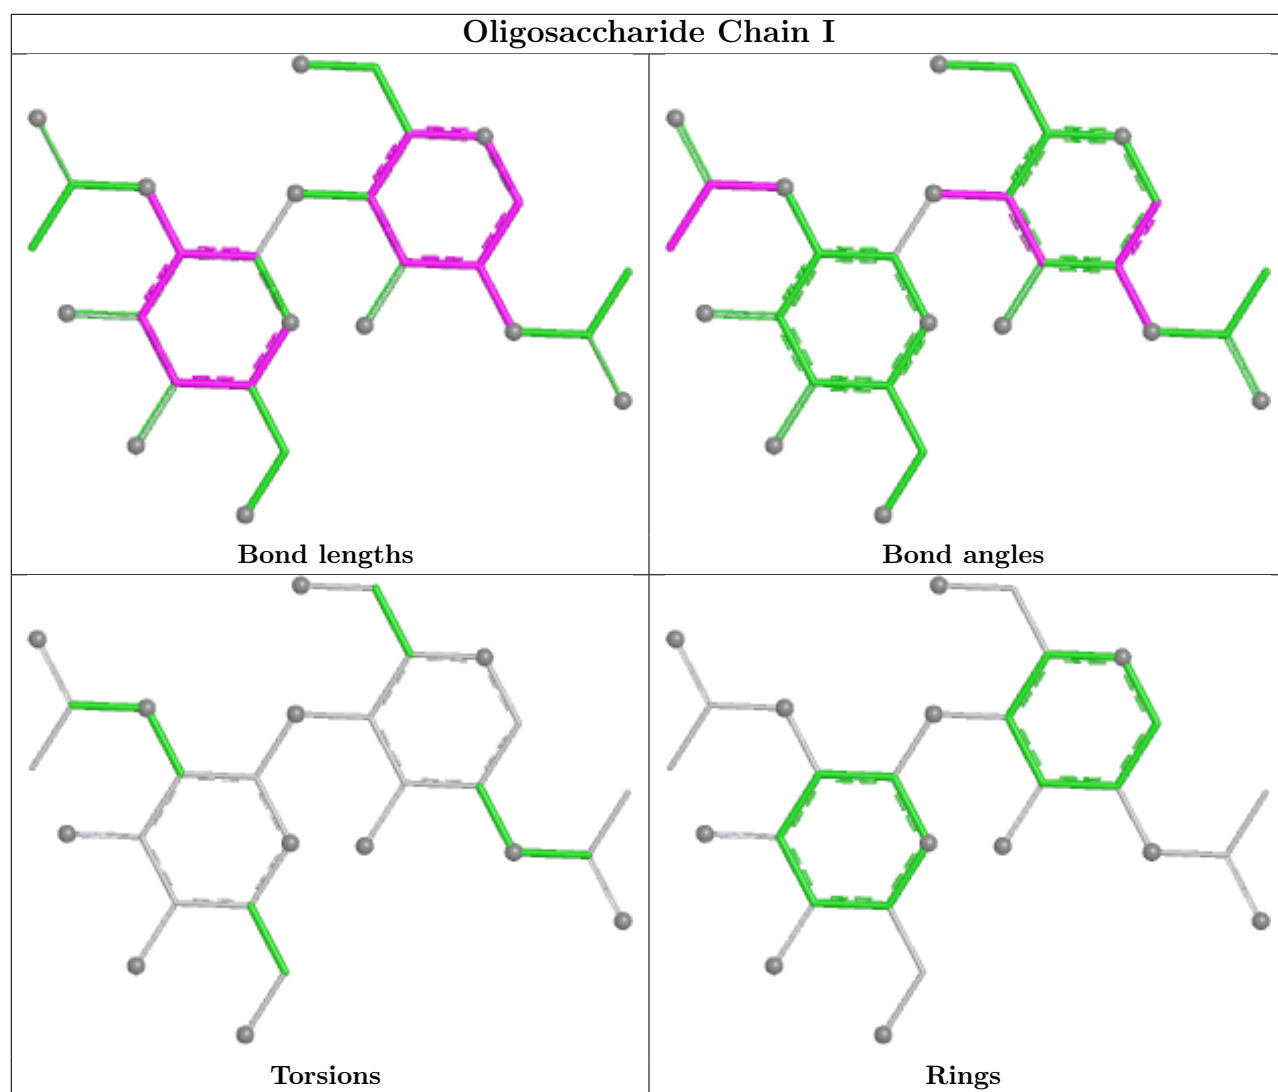 Oligosaccharide Chain I
Bond lengths
Bond angles
Torsions
Rings